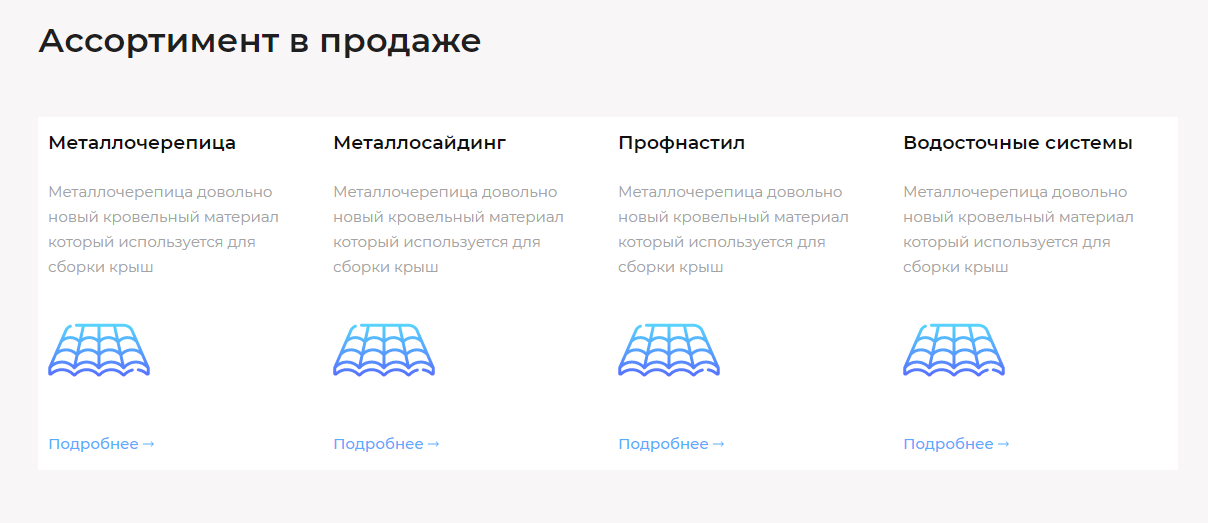 Ассортимент в продаже
Металлочерепица
Металлочерепица довольно
новый кровельный материал
который используется для
сборки крыш
Подробнее →
Металлосайдинг
Металлочерепица довольно
новый кровельный материал
который используется для
сборки крыш
Подробнее →
Профнастил
Металлочерепица довольно
новый кровельный материал
который используется для
сборки крыш
Подробнее →
Водосточные системы
Металлочерепица довольно
новый кровельный материал
который используется для
сборки крыш
Подробнее →